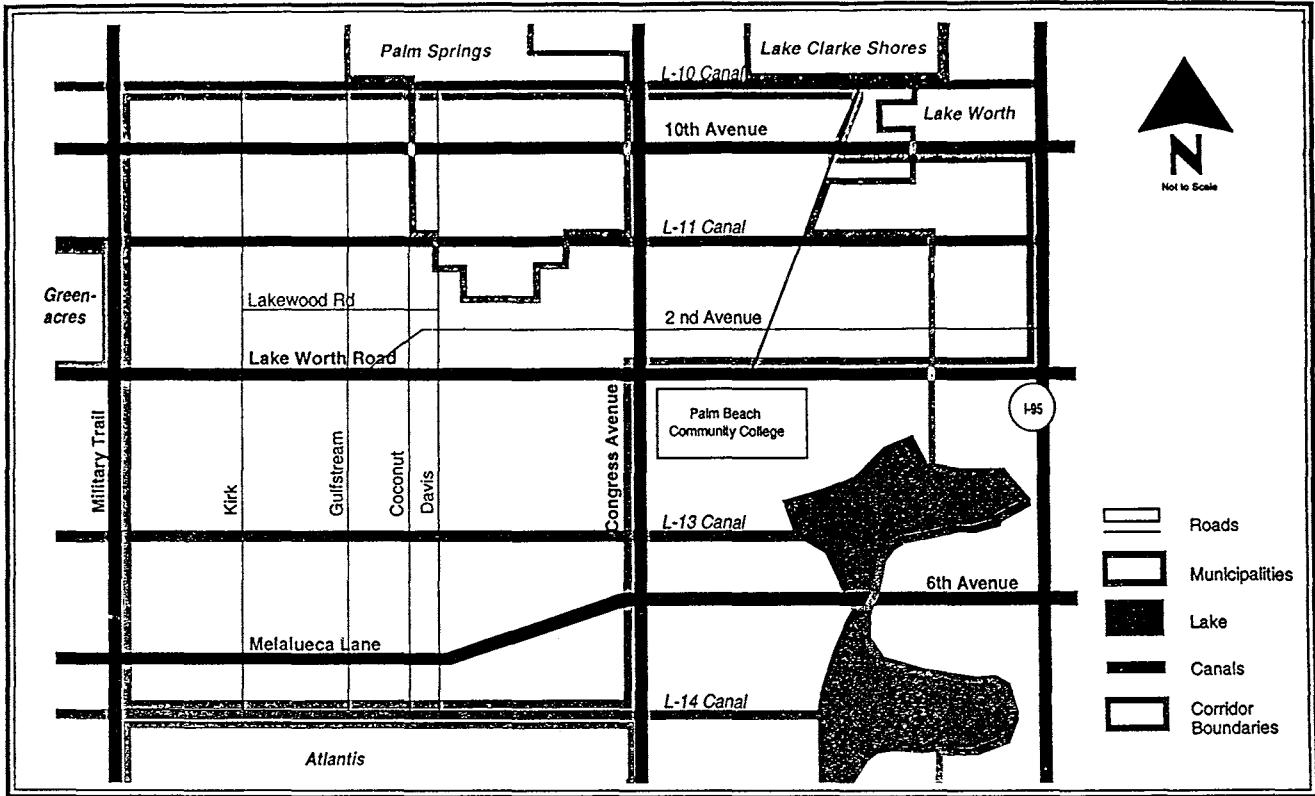 Palm Springs
Lake Clarke Shores
L-10 Canal
Lake Worth
10th Avenue
N
Not to Scale
L-11 Canal
Green-
acres
Lakewood Rd
2 nd Avenue
Lake Worth Road
Palm Beach
Community College
I-95
Military Trail
Kirk
Gulfstream
Coconut
Davis
Congress Avenue
L-13 Canal
6th Avenue
Melalueca Lane
L-14 Canal
Atlantis
Roads
Municipalities
Lake
Canals
Corridor
Boundaries